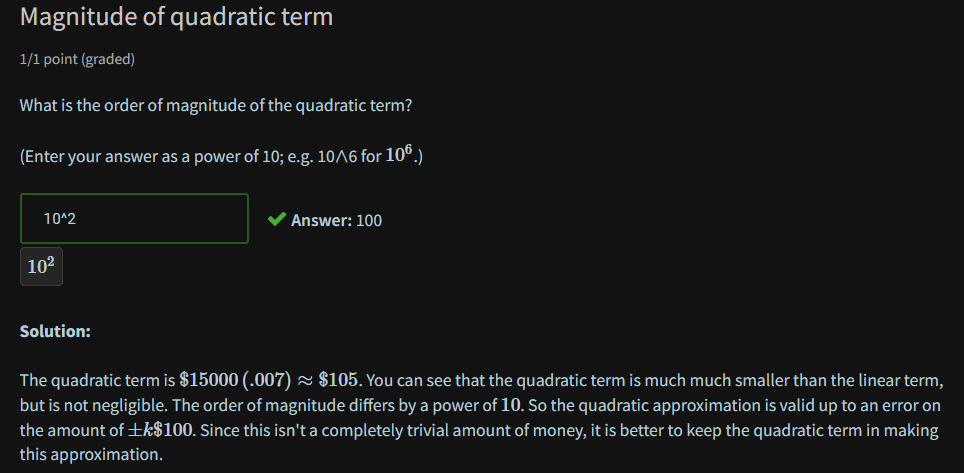 Magnitude of quadratic term
1/1 point (graded)
What is the order of magnitude of the quadratic term?
(Enter your answer as a power of 10; e.g. 10∧6 for 10⁶.)
10^2
Answer: 100
10²
Solution:
The quadratic term is $15000 (.007) ≈ $105. You can see that the quadratic term is much much smaller than the linear term,
but is not negligible. The order of magnitude differs by a power of 10. So the quadratic approximation is valid up to an error on
the amount of ±k$100. Since this isn't a completely trivial amount of money, it is better to keep the quadratic term in making
this approximation.